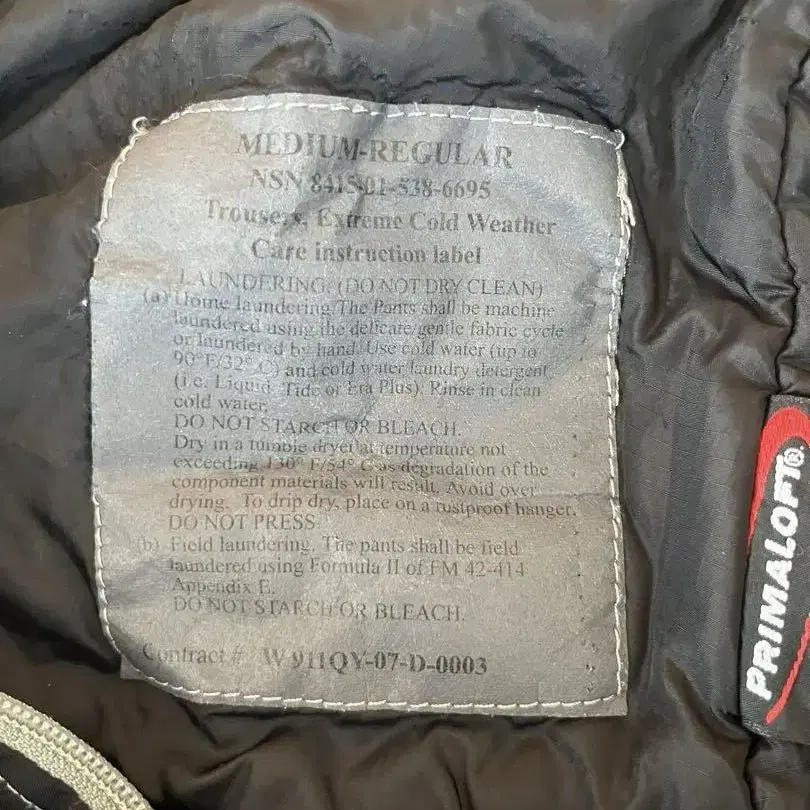 MEDIUM-REGULAR
NSN 8415-01-538-6695
Trousers, Extreme Cold Weather
Care instruction label
LAUNDERING: (DO NOT DRY CLEAN)
(a) Home laundering. The Pants shall be machine
laundered using the delicate/gentle fabric cycle
or laundered by hand. Use cold water (up to
90° F/32° C) and cold water laundry detergent
(i.e. Liquid Tide or Era Plus). Rinse in clean
cold water.
DO NOT STARCH OR BLEACH.
Dry in a tumble dryer at temperature not
exceeding 130° F/54° C as degradation of the
component materials will result. Avoid over
drying. To drip dry, place on a rustproof hanger.
DO NOT PRESS
(b) Field laundering. The pants shall be field
laundered using Formula II of FM 42-414
Appendix E.
DO NOT STARCH OR BLEACH.
Contract # W911QY-07-D-0003
PRIMALOFT®